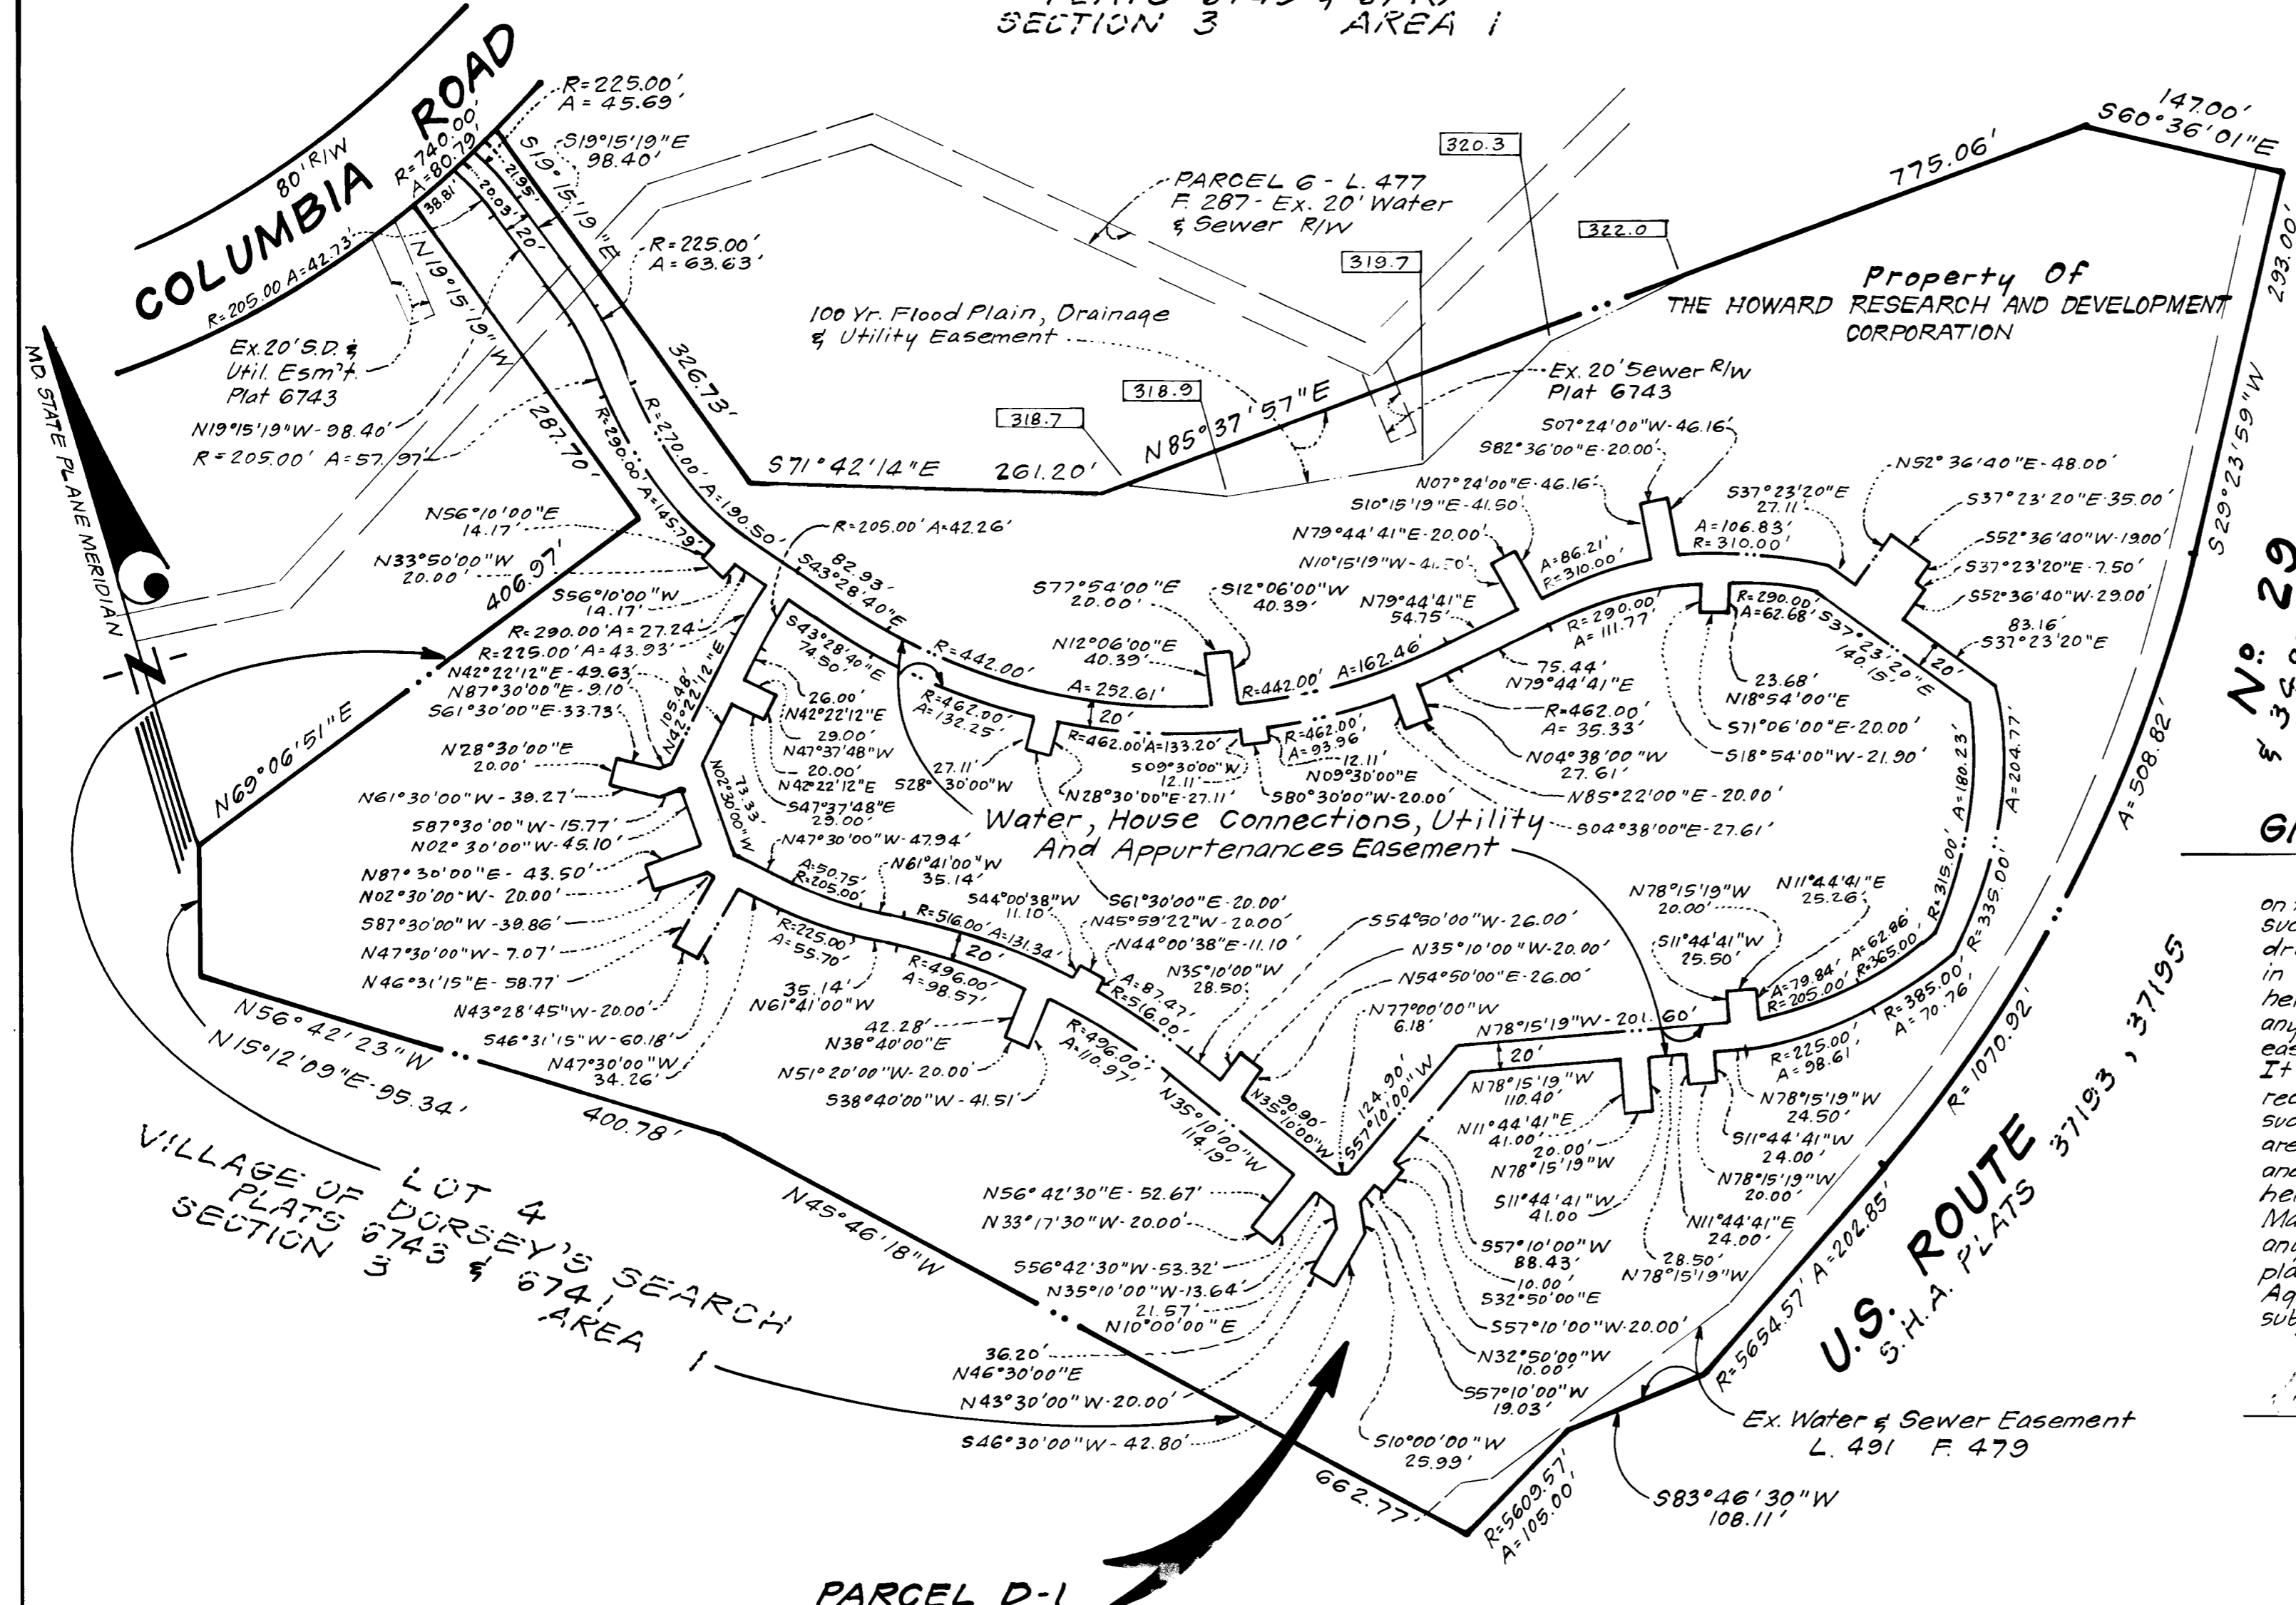 SECTION 3 AREA 1
COLUMBIA ROAD
80' R/W
R=740.00'
A=80.79'
38.81'
20.03'
21.95'
20'
R=225.00'
A=45.69'
S19°15'19"E
98.40'
S19°15'19"E
326.73'
R=225.00'
A=63.63'
R=205.00 A=42.73'
N19°15'19"W
287.70'
Ex. 20' S.D. &
Util. Esm't.
Plat 6743
N19°15'19"W-98.40'
R=205.00' A=57.97'
MD. STATE PLANE MERIDIAN
N
PARCEL 6 - L. 477
F. 287 - Ex. 20' Water
& Sewer R/W
100 Yr. Flood Plain, Drainage
& Utility Easement
320.3
322.0
319.7
318.9
318.7
147.00'
S60°36'01"E
775.06'
293.00'
S29°23'59"W
Property Of
THE HOWARD RESEARCH AND DEVELOPMENT
CORPORATION
Ex. 20' Sewer R/W
Plat 6743
N85°37'57"E
S71°42'14"E 261.20'
R=290.00' A=145.79'
R=270.00' A=190.50'
N56°10'00"E
14.17'
N33°50'00"W
20.00'
406.97'
S56°10'00"W
14.17'
R=290.00' A=27.24'
R=225.00' A=43.93'
N42°22'12"E-49.63'
N87°30'00"E-9.10'
S61°30'00"E-33.73'
N28°30'00"E
20.00'
N61°30'00"W-39.27'
S87°30'00"W-15.77'
N02°30'00"W-45.10'
N87°30'00"E-43.50'
N02°30'00"W-20.00'
S87°30'00"W-39.86'
N47°30'00"W-7.07'
N46°31'15"E-58.77'
N43°28'45"W-20.00'
S46°31'15"W-60.18'
N47°30'00"W
34.26'
N69°06'51"E
105.48'
N42°22'12"E
R=205.00' A=42.26'
82.93'
S43°28'40"E
S43°28'40"E
74.50'
26.00'
N42°22'12"E
29.00'
N47°37'48"W
20.00'
N42°22'12"E
S47°37'48"E
29.00'
73.33'
N02°30'00"W
N47°30'00"W-47.94'
A=50.75'
R=205.00'
N61°41'00"W
35.14'
R=225.00'
A=55.70'
35.14'
N61°41'00"W
R=516.00' A=131.34'
20'
R=496.00'
A=98.57'
42.28'
N38°40'00"E
N51°20'00"W-20.00'
S38°40'00"W-41.51'
S44°00'38"W
11.10'
S61°30'00"E-20.00'
N45°59'22"W-20.00'
N44°00'38"E-11.10'
A=87.47'
R=516.00'
N35°10'00"W
28.50'
S54°50'00"W-26.00'
N35°10'00"W-20.00'
N54°50'00"E-26.00'
R=496.00'
A=110.97'
N35°10'00"W
114.19'
90.90'
N35°10'00"W
N77°00'00"W
6.18'
124.90'
S57°10'00"W
R=442.00'
A=252.61'
20'
R=462.00'
A=132.25'
27.11'
S28°30'00"W
N28°30'00"E-27.11'
R=462.00' A=133.20'
S09°30'00"W
12.11'
S80°30'00"W-20.00'
12.11'
N09°30'00"E
R=462.00'
A=93.96'
S77°54'00"E
20.00'
S12°06'00"W
40.39'
N12°06'00"E
40.39'
R=442.00' A=162.46'
N79°44'41"E
54.75'
S07°24'00"W-46.16'
S82°36'00"E-20.00'
N07°24'00"E-46.16'
S10°15'19"E-41.50'
N79°44'41"E-20.00'
N10°15'19"W-41.50'
A=86.21'
R=310.00'
A=106.83'
R=310.00'
S37°23'20"E
27.11'
N52°36'40"E-48.00'
S37°23'20"E-35.00'
S52°36'40"W-19.00'
S37°23'20"E-7.50'
S52°36'40"W-29.00'
83.16'
S37°23'20"E
R=290.00'
A=111.77'
R=290.00'
A=62.68'
S37°23'20"E
140.15'
20'
75.44'
N79°44'41"E
R=462.00'
A=35.33'
N04°38'00"W
27.61'
N85°22'00"E-20.00'
S04°38'00"E-27.61'
23.68'
N18°54'00"E
S71°06'00"E-20.00'
S18°54'00"W-21.90'
Water, House Connections, Utility
And Appurtenances Easement
A=180.23'
R=315.00'
A=204.77'
R=335.00'
A=62.86'
R=365.00'
A=79.84'
R=205.00'
R=385.00'
A=70.76'
R=225.00'
A=98.61'
N78°15'19"W
20.00'
N11°44'41"E
25.26'
S11°44'41"W
25.50'
N78°15'19"W-201.60'
20'
N78°15'19"W
110.40'
N11°44'41"E
41.00'
20.00'
N78°15'19"W
S11°44'41"W
41.00
N78°15'19"W
24.50'
S11°44'41"W
24.00'
N78°15'19"W
20.00'
N11°44'41"E
24.00'
28.50'
N78°15'19"W
S57°10'00"W
88.43'
10.00'
S32°50'00"E
S57°10'00"W-20.00'
N32°50'00"W
10.00'
S57°10'00"W
19.03'
S10°00'00"W
25.99'
N56°42'30"E-52.67'
N33°17'30"W-20.00'
S56°42'30"W-53.32'
N35°10'00"W-13.64'
21.57'
N10°00'00"E
36.20'
N46°30'00"E
N43°30'00"W-20.00'
S46°30'00"W-42.80'
N56°42'23"W
400.78'
N15°12'09"E-95.34'
N45°46'18"W
662.77'
LOT 4
VILLAGE OF DORSEY'S SEARCH
PLATS 6743 &
SECTION 3 AREA 1
PARCEL D-1
R=5609.57'
A=105.00'
S83°46'30"W
108.11'
Ex. Water & Sewer Easement
L. 491 F. 479
R=5654.57' A=202.85'
R=1070.92'
A=508.82'
U.S. ROUTE No. 29
S.H.A. PLATS 37193, 37195
on
in
any
It
and